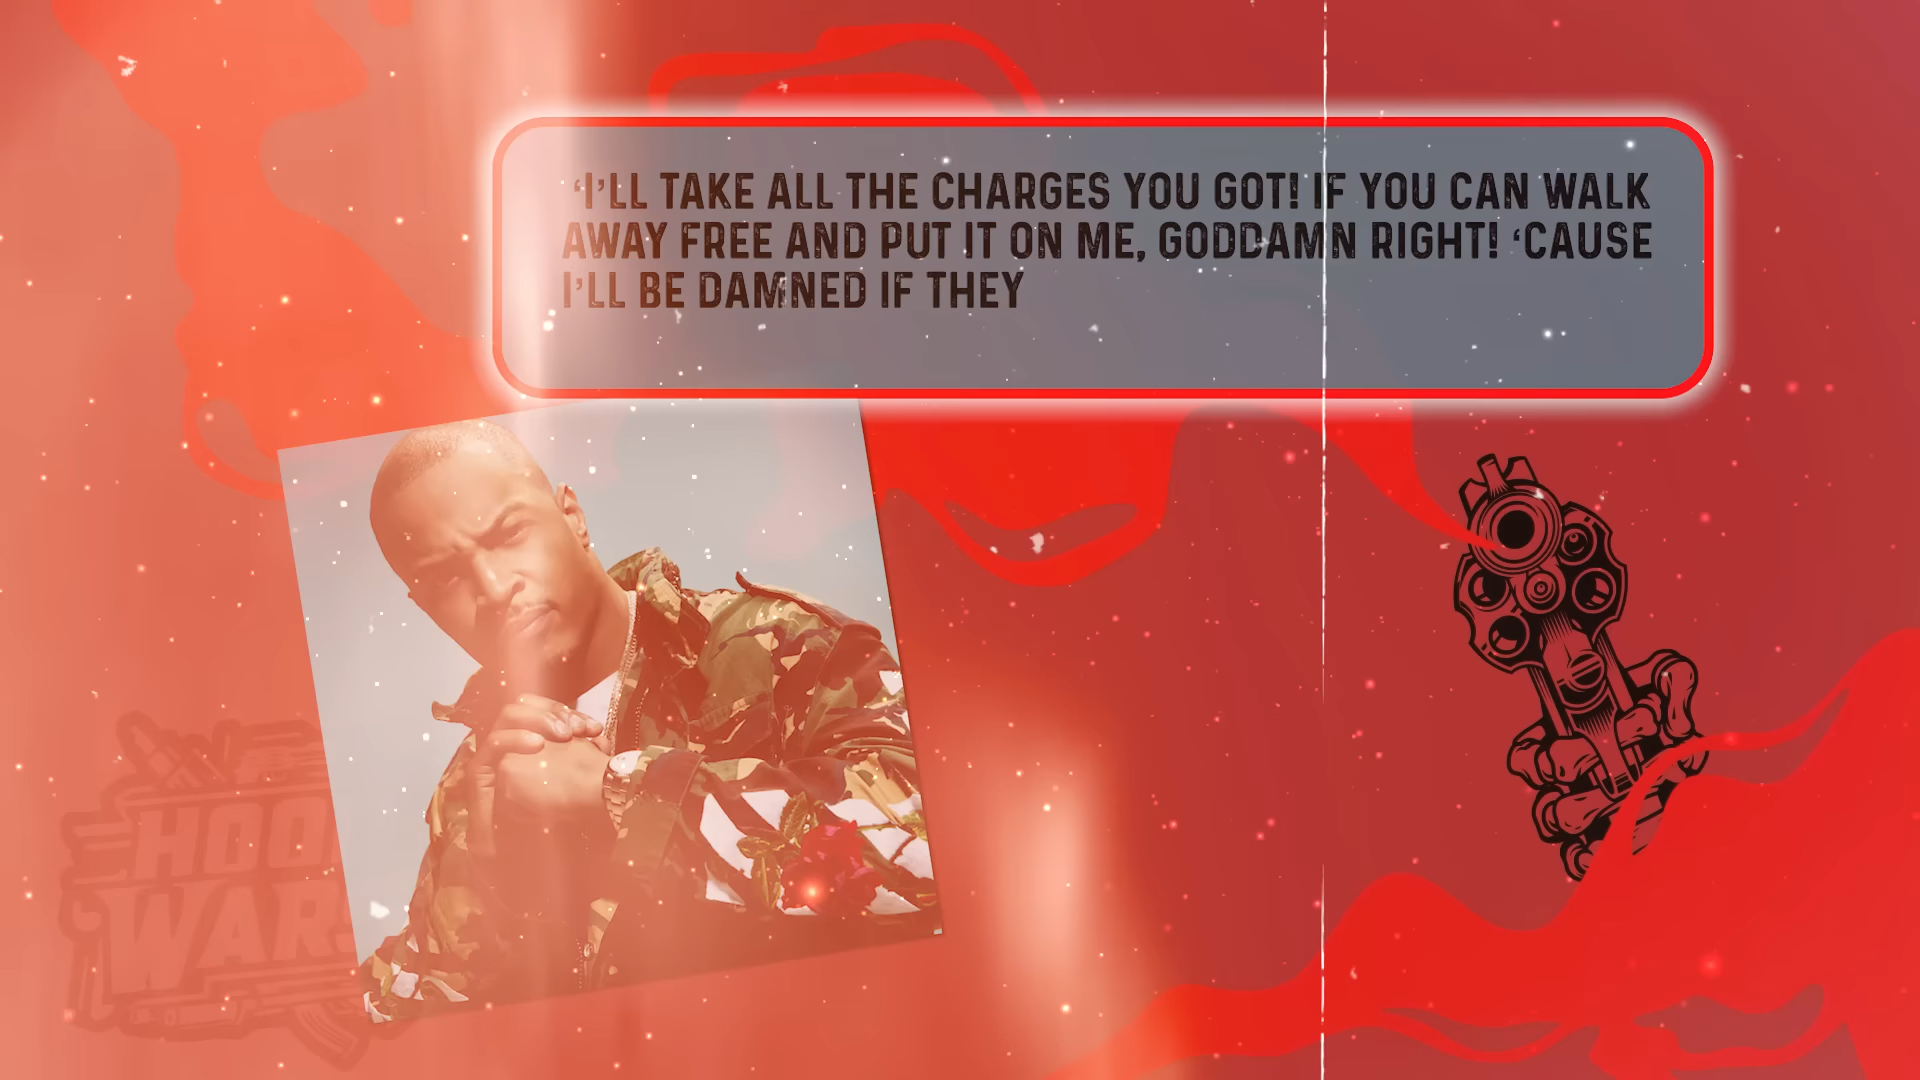 ‘I’LL TAKE ALL THE CHARGES YOU GOT! IF YOU CAN WALK
AWAY FREE AND PUT IT ON ME, GODDAMN RIGHT! ‘CAUSE
I’LL BE DAMNED IF THEY
WAR